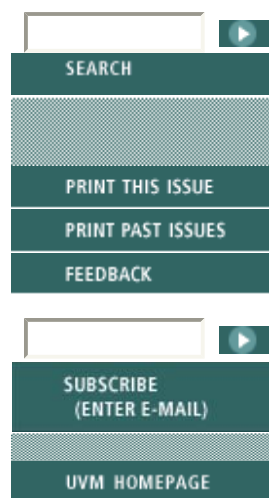 SEARCH
PRINT THIS ISSUE
PRINT PAST ISSUES
FEEDBACK
SUBSCRIBE
(ENTER E-MAIL)
UVM HOMEPAGE